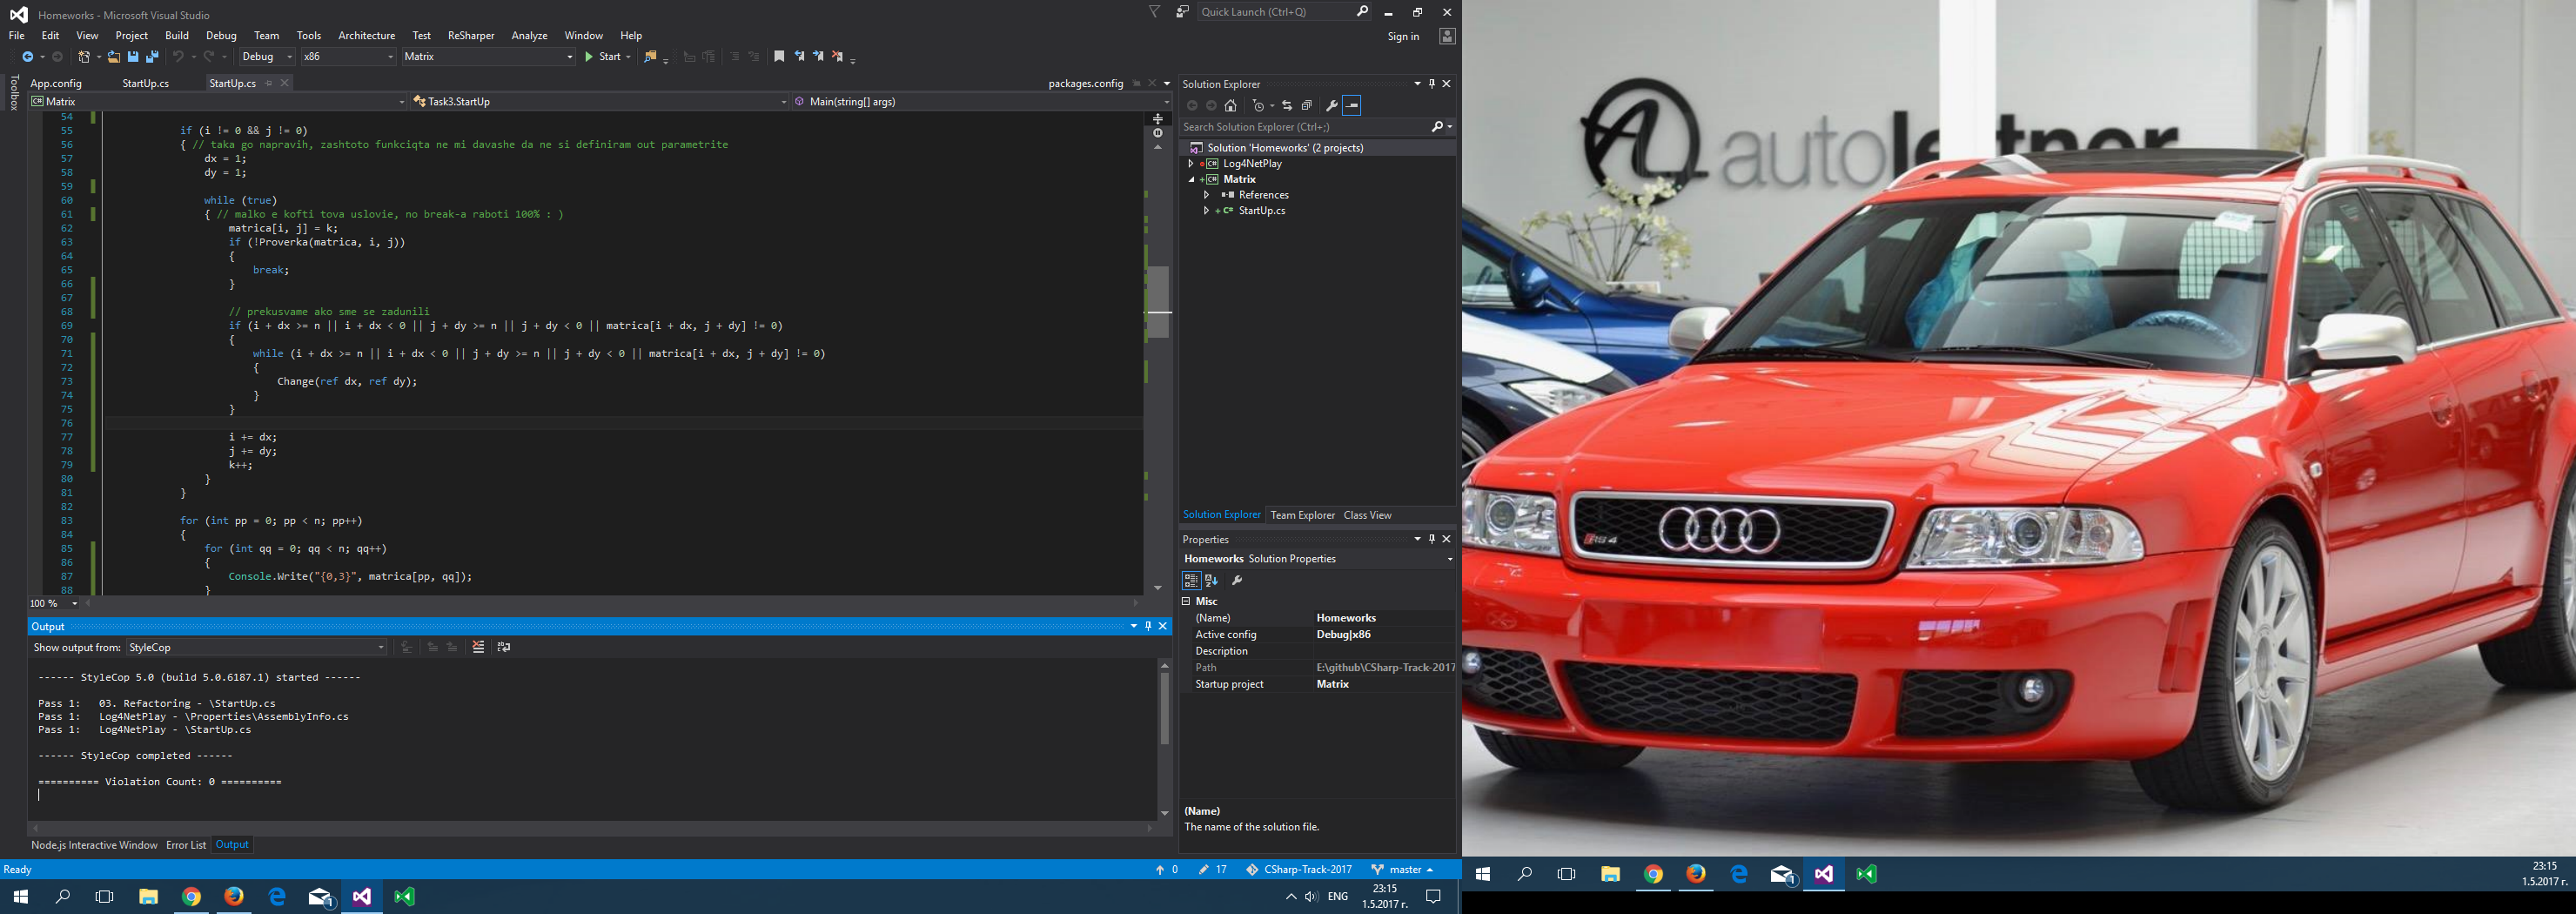 Homeworks - Microsoft Visual Studio
Quick Launch (Ctrl+Q)
File Edit View Project Build Debug Team Tools Architecture Test ReSharper Analyze Window Help
Sign in
Debug x86 Matrix Start
Toolbox
App.config StartUp.cs StartUp.cs packages.config
Matrix Task3.StartUp Main(string[] args)
54
55 if (i != 0 && j != 0)
56 { // taka go napravih, zashtoto funkciqta ne mi davashe da ne si definiram out parametrite
57 dx = 1;
58 dy = 1;
59
60 while (true)
61 { // malko e kofti tova uslovie, no break-a raboti 100% : )
62 matrica[i, j] = k;
63 if (!Proverka(matrica, i, j))
64 {
65 break;
66 }
67
68 // prekusvame ako sme se zadunili
69 if (i + dx >= n || i + dx < 0 || j + dy >= n || j + dy < 0 || matrica[i + dx, j + dy] != 0)
70 {
71 while (i + dx >= n || i + dx < 0 || j + dy >= n || j + dy < 0 || matrica[i + dx, j + dy] != 0)
72 {
73 Change(ref dx, ref dy);
74 }
75 }
76
77 i += dx;
78 j += dy;
79 k++;
80 }
81 }
82
83 for (int pp = 0; pp < n; pp++)
84 {
85 for (int qq = 0; qq < n; qq++)
86 {
87 Console.Write("{0,3}", matrica[pp, qq]);
88 }
100 %
Output
Show output from: StyleCop
------ StyleCop 5.0 (build 5.0.6187.1) started ------
Pass 1: 03. Refactoring - \StartUp.cs
Pass 1: Log4NetPlay - \Properties\AssemblyInfo.cs
Pass 1: Log4NetPlay - \StartUp.cs
------ StyleCop completed ------
========== Violation Count: 0 ==========
Node.js Interactive Window Error List Output
Ready
0 17 CSharp-Track-2017 master
Solution Explorer
Search Solution Explorer (Ctrl+;)
Solution 'Homeworks' (2 projects)
Log4NetPlay
Matrix
References
StartUp.cs
Solution Explorer Team Explorer Class View
Properties
Homeworks Solution Properties
Misc
(Name) Homeworks
Active config Debug|x86
Description
Path E:\github\CSharp-Track-2017
Startup project Matrix
(Name)
The name of the solution file.
1
ENG
23:15
1.5.2017 г.
RS4
1
23:15
1.5.2017 г.